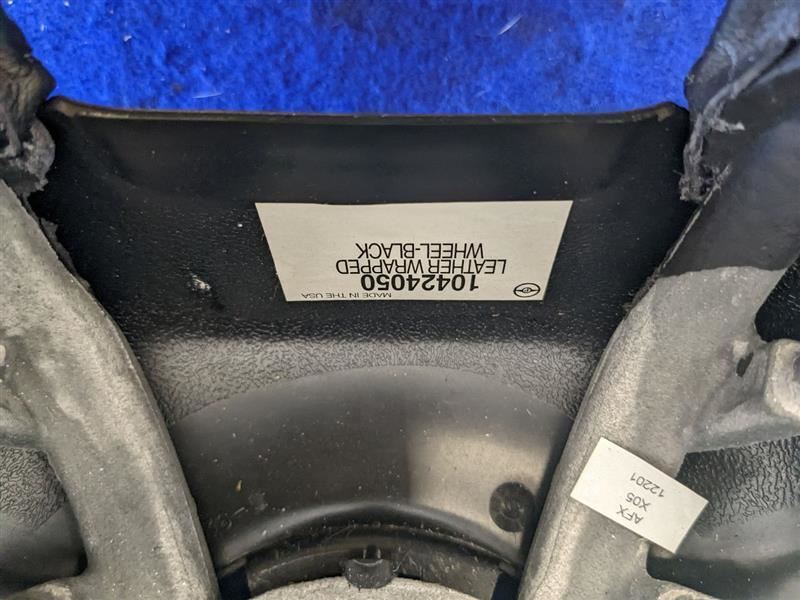 MADE IN THE USA
10424050
LEATHER WRAPPED
WHEEL-BLACK
AFX
X05
12201